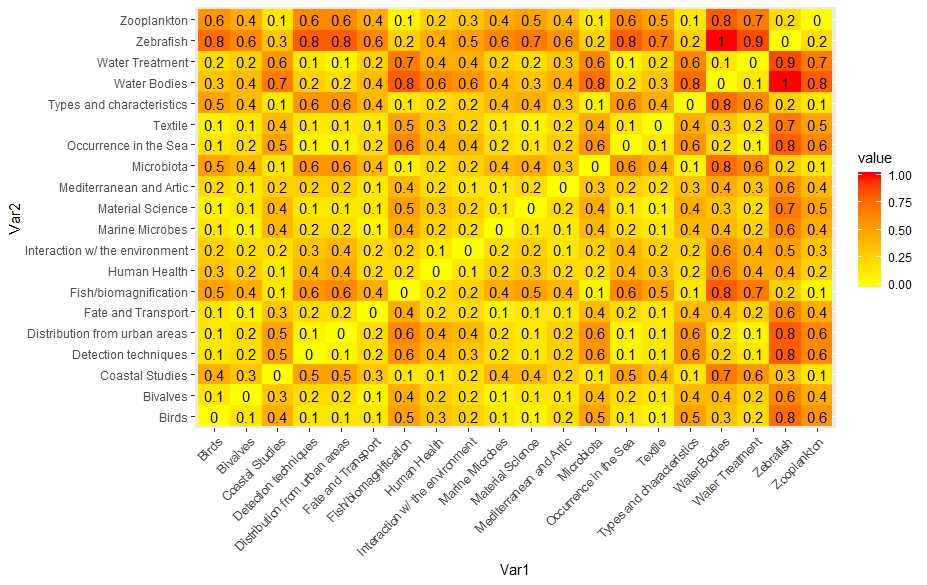 Zooplankton 0.6 0.4 0.1 0.6 0.6 0.4 0.1 0.2 0.3 0.4 0.5 0.4 0.1 0.6 0.5 0.1 0.8 0.7 0.2 0
Zebrafish 0.8 0.6 0.3 0.8 0.8 0.6 0.2 0.4 0.5 0.6 0.7 0.6 0.2 0.8 0.7 0.2 1 0.9 0 0.2
Water Treatment 0.2 0.2 0.6 0.1 0.1 0.2 0.7 0.4 0.4 0.2 0.2 0.3 0.6 0.1 0.2 0.6 0.1 0 0.9 0.7
Water Bodies 0.3 0.4 0.7 0.2 0.2 0.4 0.8 0.6 0.6 0.4 0.3 0.4 0.8 0.2 0.3 0.8 0 0.1 1 0.8
Types and characteristics 0.5 0.4 0.1 0.6 0.6 0.4 0.1 0.2 0.2 0.4 0.4 0.3 0.1 0.6 0.4 0 0.8 0.6 0.2 0.1
Textile 0.1 0.1 0.4 0.1 0.1 0.1 0.5 0.3 0.2 0.1 0.1 0.2 0.4 0.1 0 0.4 0.3 0.2 0.7 0.5
Occurrence in the Sea 0.1 0.2 0.5 0.1 0.1 0.2 0.6 0.4 0.4 0.2 0.1 0.2 0.6 0 0.1 0.6 0.2 0.1 0.8 0.6
Microbiota 0.5 0.4 0.1 0.6 0.6 0.4 0.1 0.2 0.2 0.4 0.4 0.3 0 0.6 0.4 0.1 0.8 0.6 0.2 0.1
Mediterranean and Artic 0.2 0.1 0.2 0.2 0.2 0.1 0.4 0.2 0.1 0.1 0.2 0 0.3 0.2 0.2 0.3 0.4 0.3 0.6 0.4
Material Science 0.1 0.1 0.4 0.1 0.1 0.1 0.5 0.3 0.2 0.1 0 0.2 0.4 0.1 0.1 0.4 0.3 0.2 0.7 0.5
Marine Microbes 0.1 0.1 0.4 0.2 0.2 0.1 0.4 0.2 0.2 0 0.1 0.1 0.4 0.2 0.1 0.4 0.4 0.2 0.6 0.4
Interaction w/ the environment 0.2 0.2 0.2 0.3 0.4 0.2 0.2 0.1 0 0.2 0.2 0.1 0.2 0.4 0.2 0.2 0.6 0.4 0.5 0.3
Human Health 0.3 0.2 0.1 0.4 0.4 0.2 0.2 0 0.1 0.2 0.3 0.2 0.2 0.4 0.3 0.2 0.6 0.4 0.4 0.2
Fish/biomagnification 0.5 0.4 0.1 0.6 0.6 0.4 0 0.2 0.2 0.4 0.5 0.4 0.1 0.6 0.5 0.1 0.8 0.7 0.2 0.1
Fate and Transport 0.1 0.1 0.3 0.2 0.2 0 0.4 0.2 0.2 0.1 0.1 0.1 0.4 0.2 0.1 0.4 0.4 0.2 0.6 0.4
Distribution from urban areas 0.1 0.2 0.5 0.1 0 0.2 0.6 0.4 0.4 0.2 0.1 0.2 0.6 0.1 0.1 0.6 0.2 0.1 0.8 0.6
Detection techniques 0.1 0.2 0.5 0 0.1 0.2 0.6 0.4 0.3 0.2 0.1 0.2 0.6 0.1 0.1 0.6 0.2 0.1 0.8 0.6
Coastal Studies 0.4 0.3 0 0.5 0.5 0.3 0.1 0.1 0.2 0.4 0.4 0.2 0.1 0.5 0.4 0.1 0.7 0.6 0.3 0.1
Bivalves 0.1 0 0.3 0.2 0.2 0.1 0.4 0.2 0.2 0.1 0.1 0.1 0.4 0.2 0.1 0.4 0.4 0.2 0.6 0.4
Birds 0 0.1 0.4 0.1 0.1 0.1 0.5 0.3 0.2 0.1 0.1 0.2 0.5 0.1 0.1 0.5 0.3 0.2 0.8 0.6
Var2
Birds
Bivalves
Coastal Studies
Detection techniques
Distribution from urban areas
Fate and Transport
Fish/biomagnification
Human Health
Interaction w/ the environment
Marine Microbes
Material Science
Mediterranean and Artic
Microbiota
Occurrence in the Sea
Textile
Types and characteristics
Water Bodies
Water Treatment
Zebrafish
Zooplankton
Var1
value
1.00
0.75
0.50
0.25
0.00